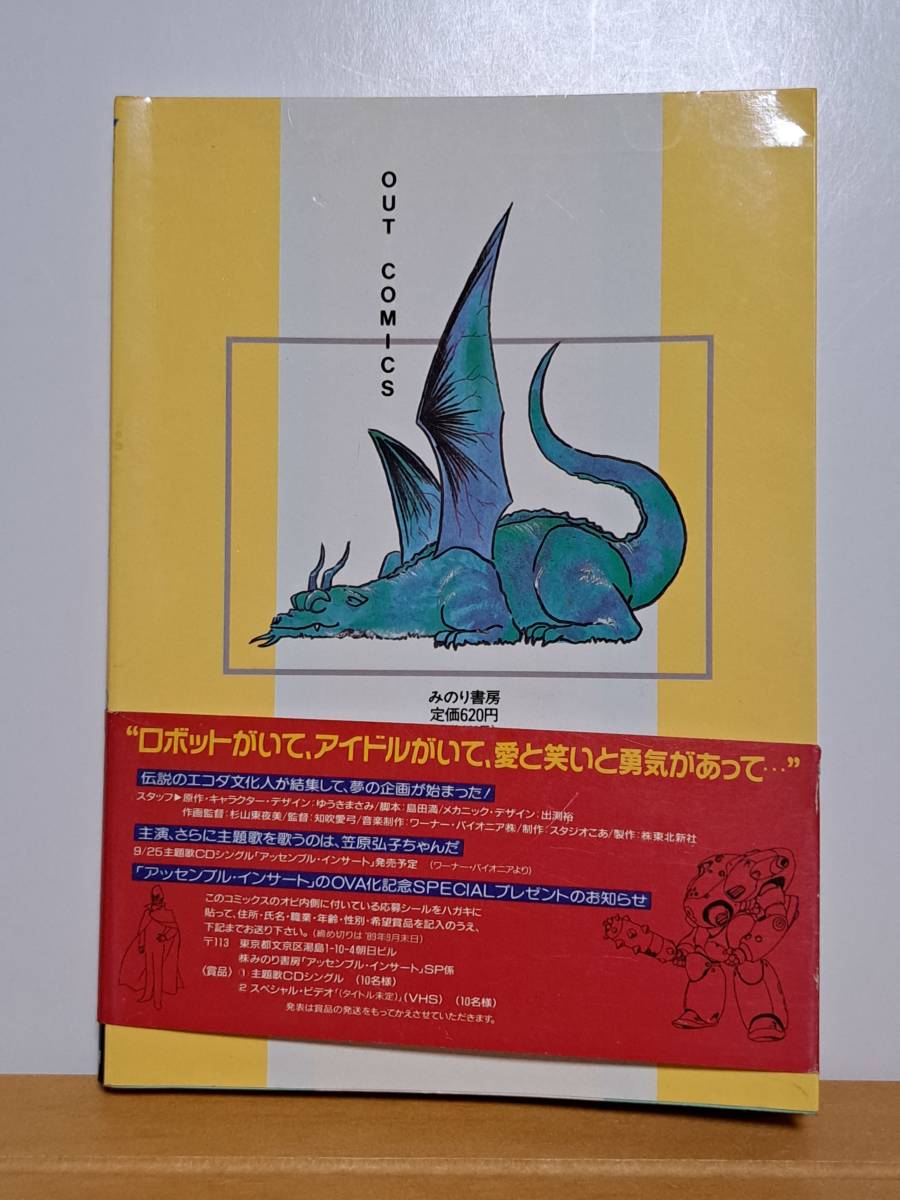 OUT COMICS
みのり書房
定価620円
“ロボットがいて、アイドルがいて、愛と笑いと勇気があって…”
伝説のエコダ文化人が結集して、夢の企画が始まった!
スタッフ▶原作・キャラクター・デザイン:ゆうきまさみ/脚本:島田満/メカニック・デザイン:出渕裕
作画監督:杉山東夜美/監督:知吹愛弓/音楽制作:ワーナー・パイオニア㈱/制作:スタジオこあ/製作:㈱東北新社
主演、さらに主題歌を歌うのは、笠原弘子ちゃんだ
9/25主題歌CDシングル「アッセンブル・インサート」発売予定 (ワーナー・パイオニアより)
「アッセンブル・インサート」のOVA化記念SPECIALプレゼントのお知らせ
このコミックスのオビ内側に付いている応募シールをハガキに
貼って、住所・氏名・職業・年齢・性別・希望賞品を記入のうえ、
下記までお送り下さい。(締め切りは'89年9月末日)
〒113 東京都文京区湯島1-10-4朝日ビル
㈱みのり書房「アッセンブル・インサート」SP係
〈賞品〉① 主題歌CDシングル (10名様)
2 スペシャル・ビデオ「(タイトル未定)」(VHS) (10名様)
発表は賞品の発送をもってかえさせていただきます。